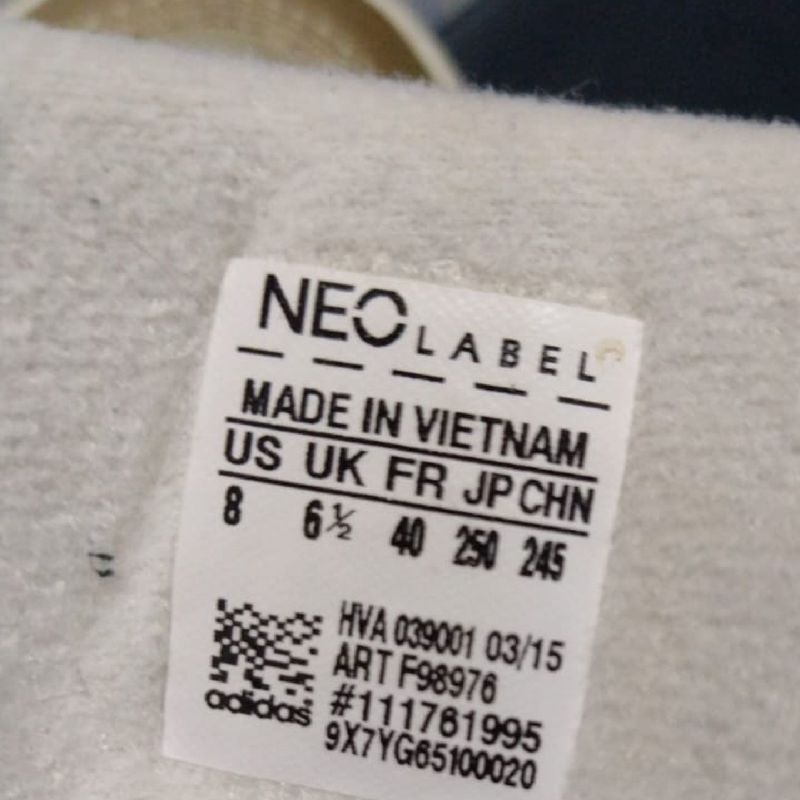 NEO LABEL
MADE IN VIETNAM
US UK FR JP CHN
8 6½ 40 250 245
HVA 039001 03/15
ART F98976
#111761995
9X7YG65100020
adidas